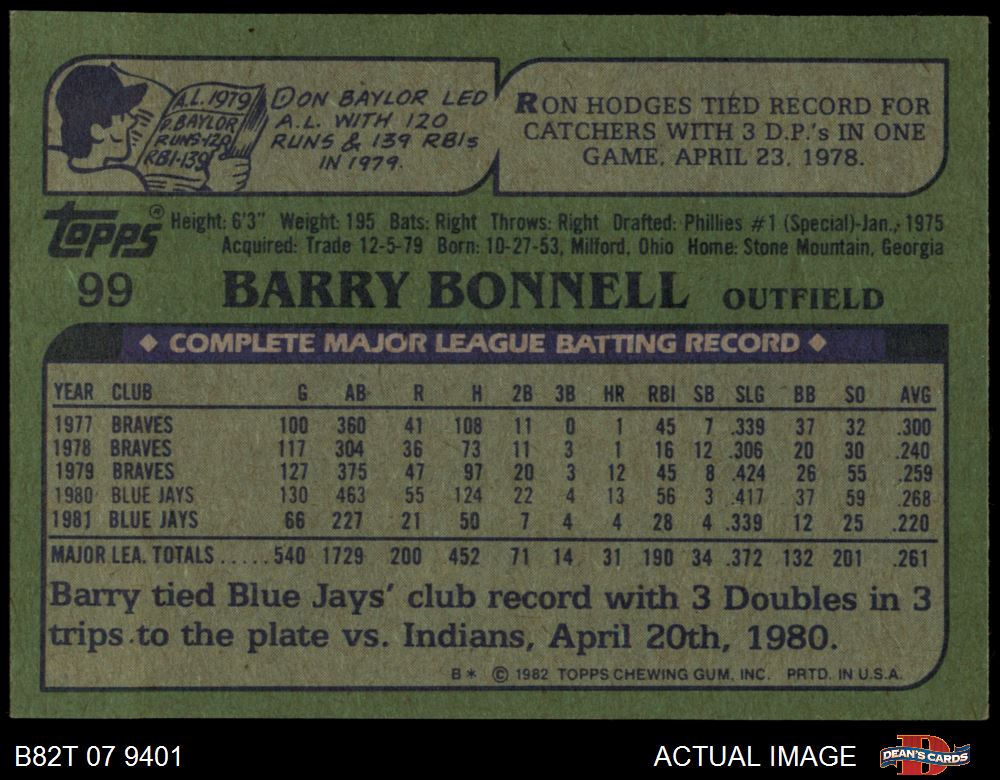 A.L. 1979
D. BAYLOR
RUNS-120
RBI-139
DON BAYLOR LED
A.L. WITH 120
RUNS & 139 RBIs
IN 1979.
RON HODGES TIED RECORD FOR
CATCHERS WITH 3 D.P.'s IN ONE
GAME, APRIL 23, 1978.
topps®
Height: 6'3" Weight: 195 Bats: Right Throws: Right Drafted: Phillies #1 (Special)-Jan., 1975
Acquired: Trade 12-5-79 Born: 10-27-53, Milford, Ohio Home: Stone Mountain, Georgia
99 BARRY BONNELL OUTFIELD
◆ COMPLETE MAJOR LEAGUE BATTING RECORD ◆
YEAR CLUB G AB R H 2B 3B HR RBI SB SLG BB SO AVG
1977 BRAVES 100 360 41 108 11 0 1 45 7 .339 37 32 .300
1978 BRAVES 117 304 36 73 11 3 1 16 12 .306 20 30 .240
1979 BRAVES 127 375 47 97 20 3 12 45 8 .424 26 55 .259
1980 BLUE JAYS 130 463 55 124 22 4 13 56 3 .417 37 59 .268
1981 BLUE JAYS 66 227 21 50 7 4 4 28 4 .339 12 25 .220
MAJOR LEA. TOTALS ..... 540 1729 200 452 71 14 31 190 34 .372 132 201 .261
Barry tied Blue Jays' club record with 3 Doubles in 3
trips to the plate vs. Indians, April 20th, 1980.
B* © 1982 TOPPS CHEWING GUM, INC. PRTD. IN U.S.A.
B82T 07 9401
ACTUAL IMAGE
DEAN'S CARDS